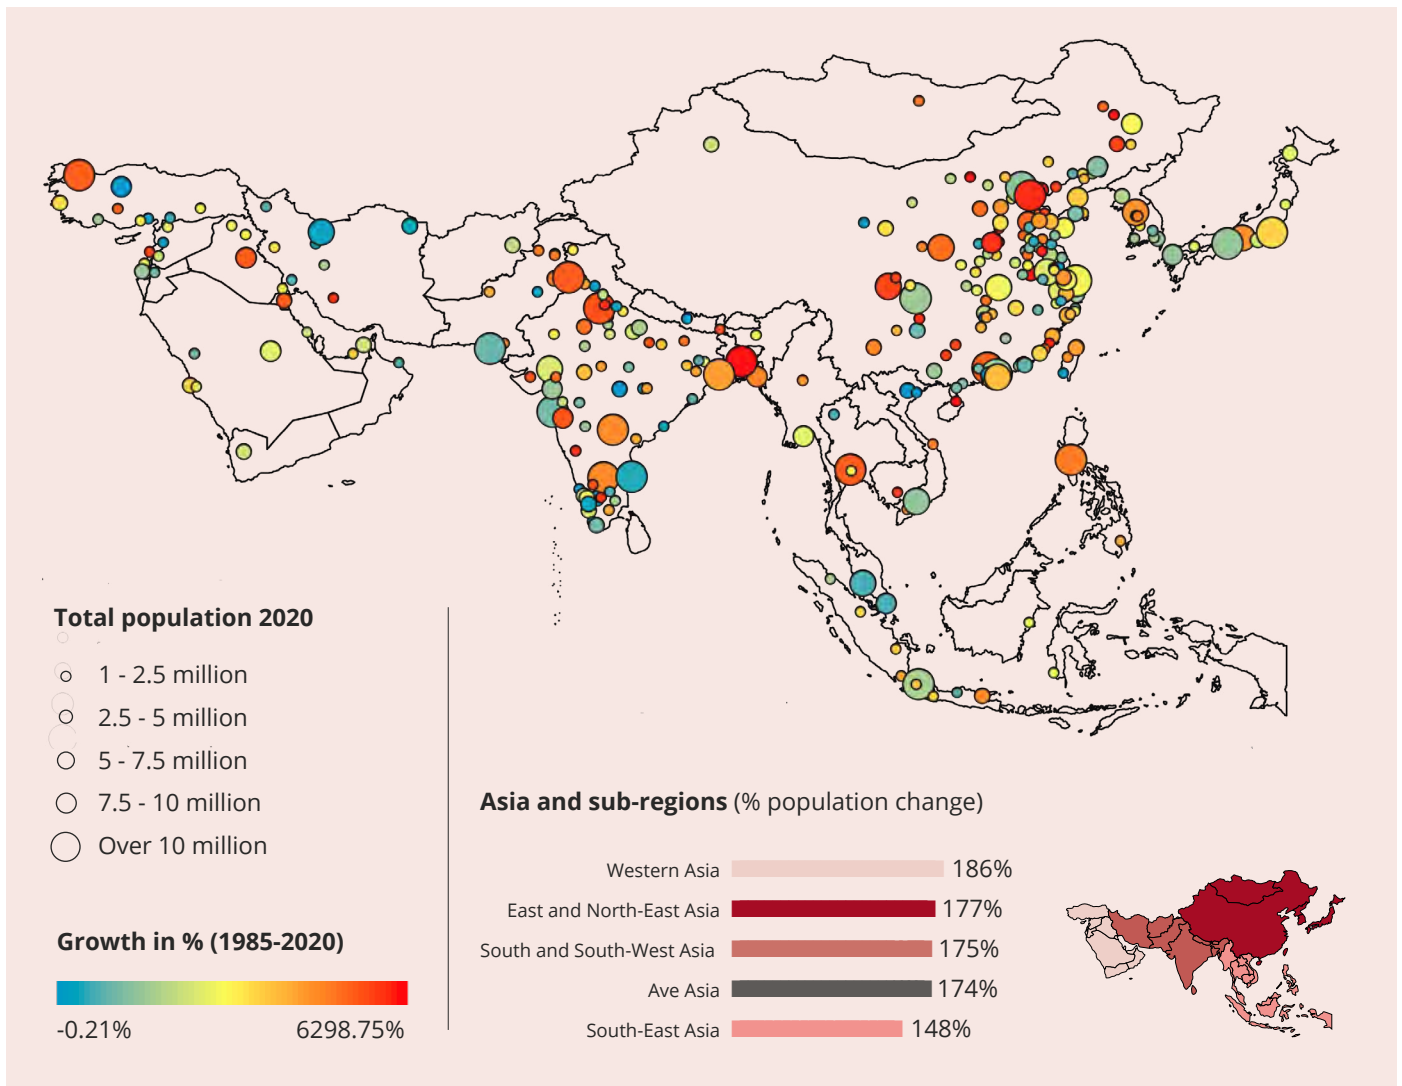 Total population 2020
1 - 2.5 million
2.5 - 5 million
5 - 7.5 million
7.5 - 10 million
Over 10 million
Growth in % (1985-2020)
-0.21% 6298.75%
Asia and sub-regions (% population change)
Western Asia 186%
East and North-East Asia 177%
South and South-West Asia 175%
Ave Asia 174%
South-East Asia 148%